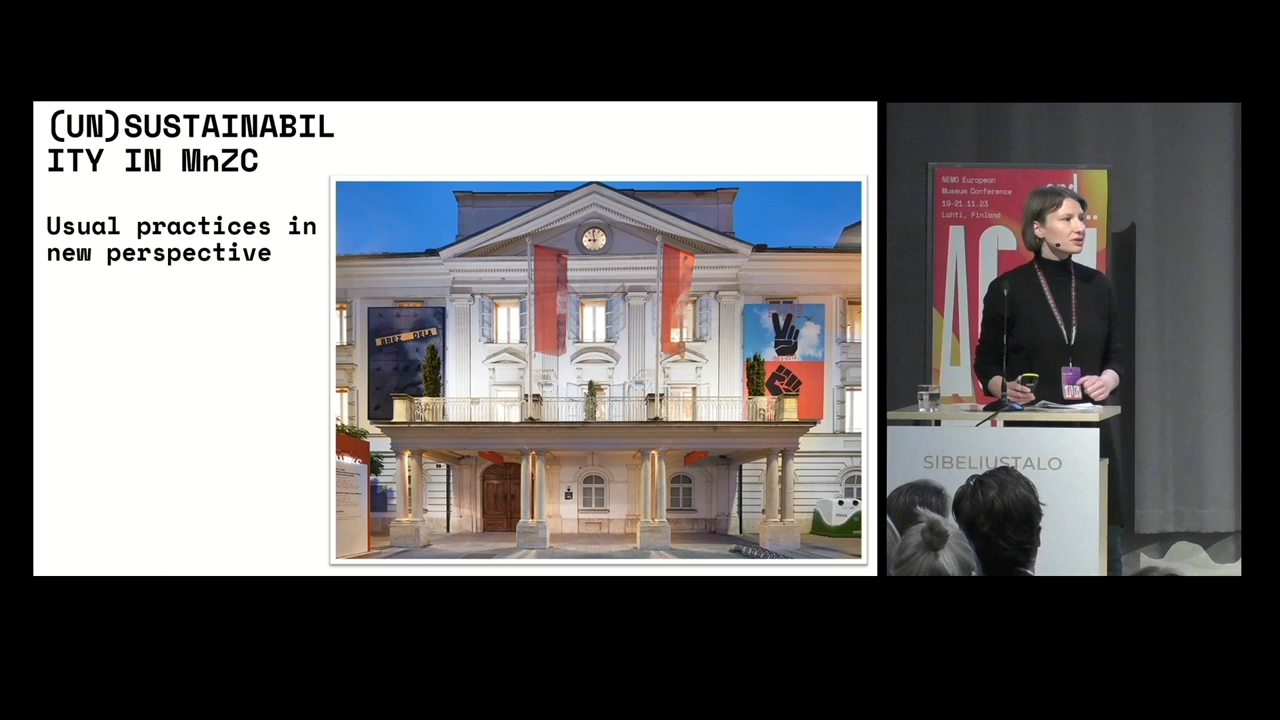 (UN)SUSTAINABIL
ITY IN MnZC
Usual practices in
new perspective
BREZ DELA
NEMO European
Museum Conference
19-21.11.23
Lahti, Finland
SIBELIUSTALO